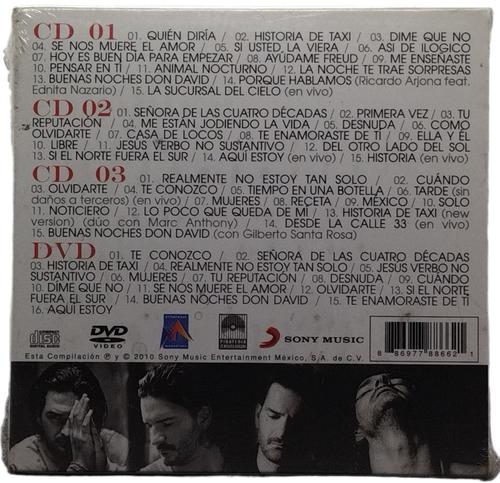 CD 01 01. QUIÉN DIRÍA / 02. HISTORIA DE TAXI / 03. DIME QUE NO
04. SE NOS MUERE EL AMOR / 05. SI USTED LA VIERA / 06. ASI DE ILOGICO
07. HOY ES BUEN DÍA PARA EMPEZAR / 08. AYÚDAME FREUD / 09. ME ENSEÑASTE
10. PENSAR EN TÍ / 11. ANIMAL NOCTURNO / 12. LA NOCHE TE TRAE SORPRESAS
13. BUENAS NOCHES DON DAVID / 14. PORQUE HABLAMOS (Ricardo Arjona feat.
Ednita Nazario) / 15. LA SUCURSAL DEL CIELO (en vivo)
CD 02 01. SEÑORA DE LAS CUATRO DÉCADAS / 02. PRIMERA VEZ / 03. TU
REPUTACIÓN / 04. ME ESTÁN JODIENDO LA VIDA / 05. DESNUDA / 06. COMO
OLVIDARTE / 07. CASA DE LOCOS / 08. TE ENAMORASTE DE TI / 09. ELLA Y ÉL
10. LIBRE / 11. JESÚS VERBO NO SUSTANTIVO / 12. DEL OTRO LADO DEL SOL
13. SI EL NORTE FUERA EL SUR / 14. AQUÍ ESTOY (en vivo) / 15. HISTORIA (en vivo)
CD 03 01. REALMENTE NO ESTOY TAN SOLO / 02. CUÁNDO
03. OLVIDARTE / 04. TE CONOZCO / 05. TIEMPO EN UNA BOTELLA / 06. TARDE (sin
daños a terceros) (en vivo) / 07. MUJERES / 08. RECETA / 09. MÉXICO / 10. SOLO
11. NOTICIERO / 12. LO POCO QUE QUEDA DE MÍ / 13. HISTORIA DE TAXI (new
version) (dúo con Marc Anthony) / 14. DESDE LA CALLE 33 (en vivo)
15. BUENAS NOCHES DON DAVID (con Gilberto Santa Rosa)
DVD 01. TE CONOZCO / 02. SEÑORA DE LAS CUATRO DÉCADAS
03. HISTORIA DE TAXI / 04. REALMENTE NO ESTOY TAN SOLO / 05. JESÚS VERBO NO
SUSTANTIVO / 06. MUJERES / 07. TU REPUTACIÓN / 08. DESNUDA / 09. CUÁNDO
10. DÍME QUE NO / 11. SE NOS MUERE EL AMOR / 12. OLVIDARTE / 13. SI EL NORTE
FUERA EL SUR / 14. BUENAS NOCHES DON DAVID / 15. TE ENAMORASTE DE TÍ
16. AQUÍ ESTOY
DVD VIDEO SONY MUSIC
8 86977 88662 1
Esta Compilación ℗ y © 2010 Sony Music Entertainment México, S.A. de C.V.